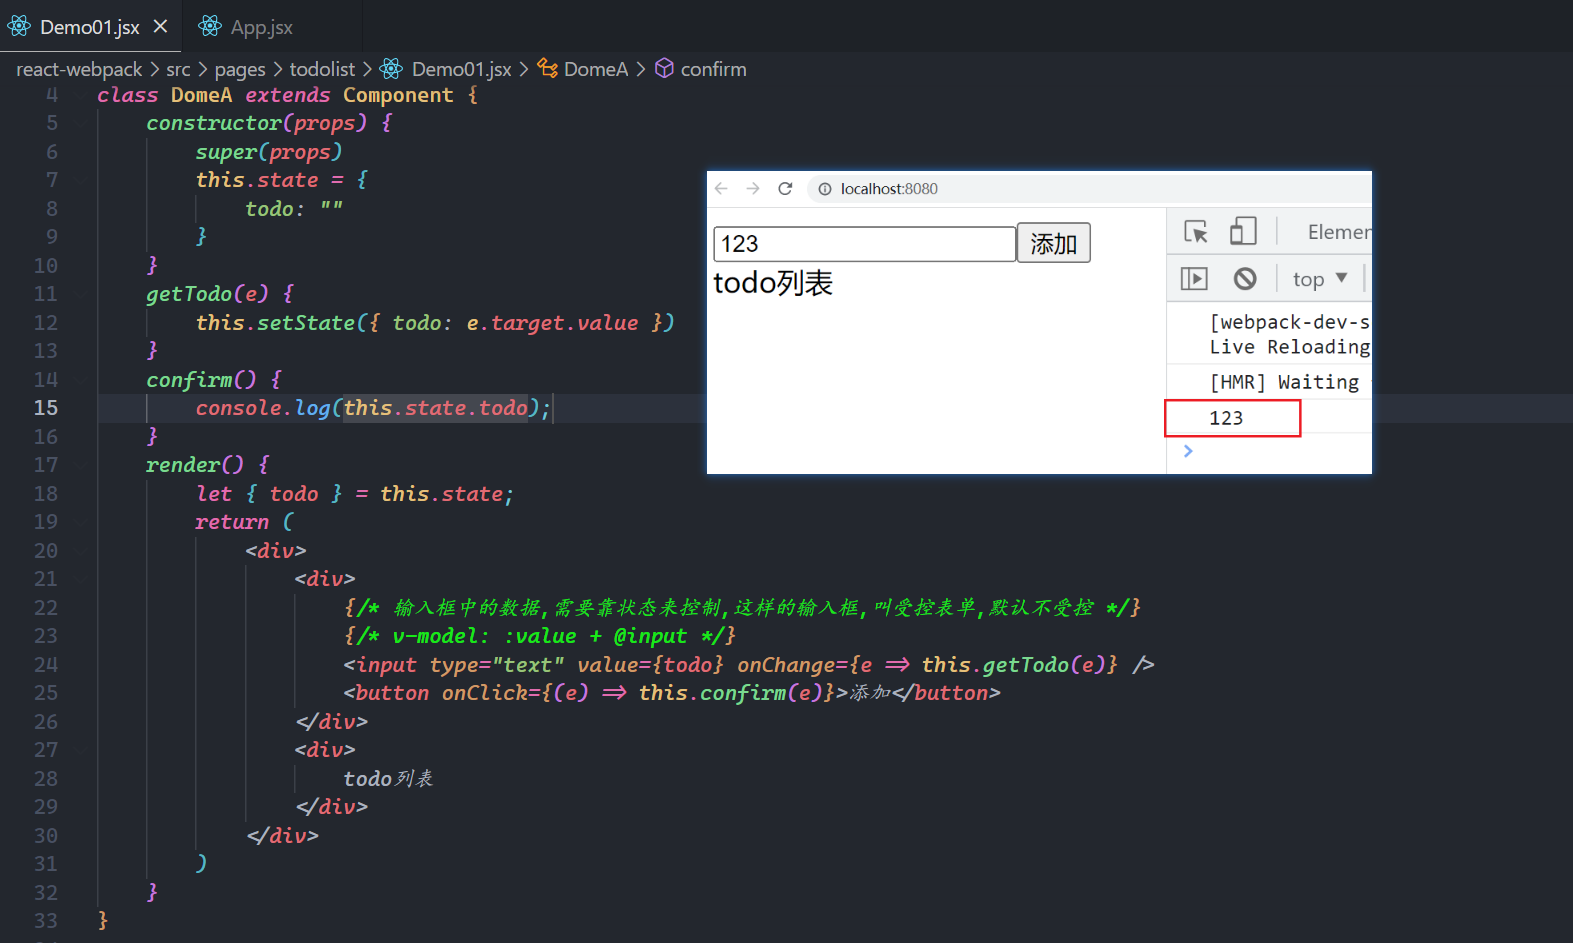 Demo01.jsx × App.jsx
react-webpack > src > pages > todolist > Demo01.jsx > DomeA > confirm
4 class DomeA extends Component {
5 constructor(props) {
6 super(props)
7 this.state = {
8 todo: ""
9 }
10 }
11 getTodo(e) {
12 this.setState({ todo: e.target.value })
13 }
14 confirm() {
15 console.log(this.state.todo);
16 }
17 render() {
18 let { todo } = this.state;
19 return (
20 <div>
21 <div>
22 {/* 输入框中的数据,需要靠状态来控制,这样的输入框,叫受控表单,默认不受控 */}
23 {/* v-model: :value + @input */}
24 <input type="text" value={todo} onChange={e => this.getTodo(e)} />
25 <button onClick={(e) => this.confirm(e)}>添加</button>
26 </div>
27 <div>
28 todo列表
29 </div>
30 </div>
31 )
32 }
33 }
localhost:8080
123 添加
todo列表
Elemen
top ▼
[webpack-dev-s
Live Reloading
[HMR] Waiting
123
>